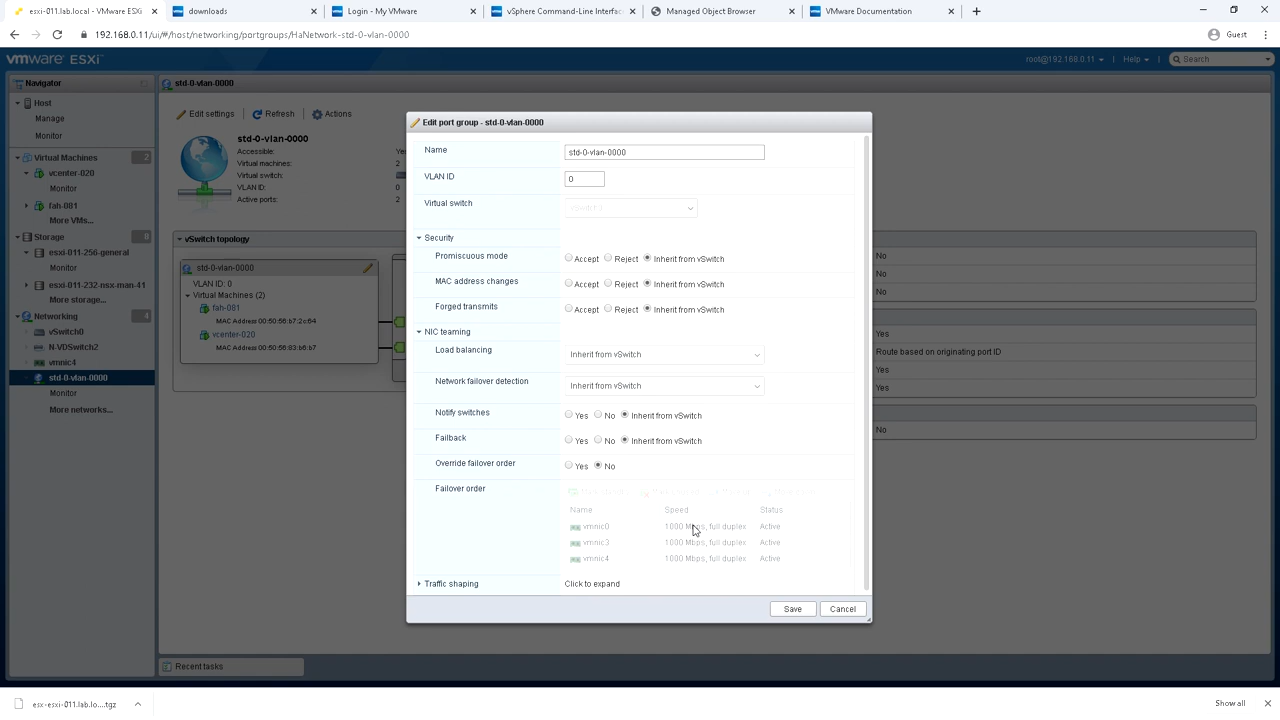 esxi-011.lab.local - VMware ESXi
downloads
Login - My VMware
vSphere Command-Line Interfac
Managed Object Browser
VMware Documentation
192.168.0.11/ui/#/host/networking/portgroups/HaNetwork-std-0-vlan-0000
Guest
vmware ESXi
root@192.168.0.11
Help
Search
Navigator
std-0-vlan-0000
Host
Manage
Monitor
Virtual Machines 2
vcenter-020
Monitor
fah-081
More VMs...
Storage
esxi-011-256-general
Monitor
esxi-011-232-nsx-man-41
More storage...
Networking 4
vSwitch0
N-VDSwitch2
vmnic4
std-0-vlan-0000
Monitor
More networks...
Edit settings
Refresh
Actions
std-0-vlan-0000
Accessible:
Virtual machines: 2
Virtual switch:
VLAN ID: 0
Active ports: 2
vSwitch topology
std-0-vlan-0000
VLAN ID: 0
Virtual Machines (2)
fah-081
MAC Address 00:50:56:b7:2c:64
vcenter-020
MAC Address 00:50:56:83:b6:b7
Edit port group - std-0-vlan-0000
Name std-0-vlan-0000
VLAN ID 0
Virtual switch
Security
Promiscuous mode Accept Reject Inherit from vSwitch
MAC address changes Accept Reject Inherit from vSwitch
Forged transmits Accept Reject Inherit from vSwitch
NIC teaming
Load balancing Inherit from vSwitch
Network failover detection Inherit from vSwitch
Notify switches Yes No Inherit from vSwitch
Failback Yes No Inherit from vSwitch
Override failover order Yes No
Failover order
Name Speed Status
vmnic0 1000 Mbps, full duplex Active
vmnic3 1000 Mbps, full duplex Active
vmnic4 1000 Mbps, full duplex Active
Traffic shaping Click to expand
Save Cancel
No
No
No
Yes
Route based on originating port ID
Yes
Yes
No
Recent tasks
esx-esxi-011.lab.lo....tgz
Show all